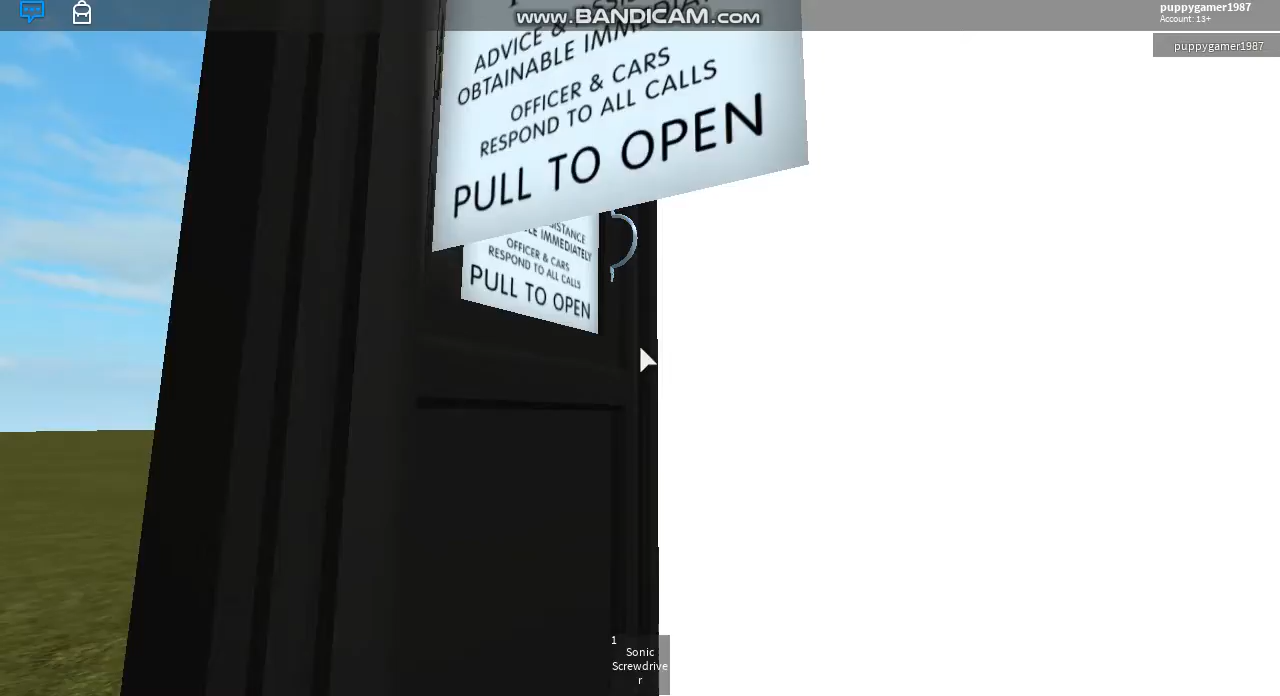 www.BANDICAM.com
puppygamer1987
Account: 13+
puppygamer1987
ADVICE &
OBTAINABLE
OFFICER & CARS
RESPOND TO ALL CALLS
PULL TO OPEN
IMMEDIATELY
OFFICER & CARS
RESPOND TO ALL CALLS
PULL TO OPEN
1
Sonic
Screwdrive
r